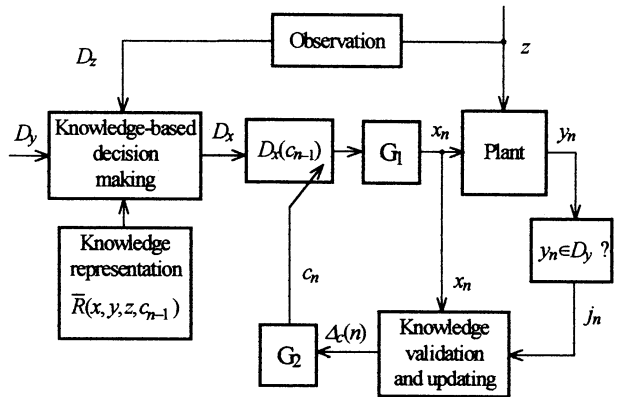 Observation
D_z
z
D_y
Knowledge-based
decision
making
D_x
D_x(c_{n–1})
G_1
x_n
Plant
y_n
Knowledge
representation
R̅(x, y, z, c_{n–1})
c_n
x_n
y_n∈D_y ?
j_n
G_2
Δ_c(n)
Knowledge
validation
and updating